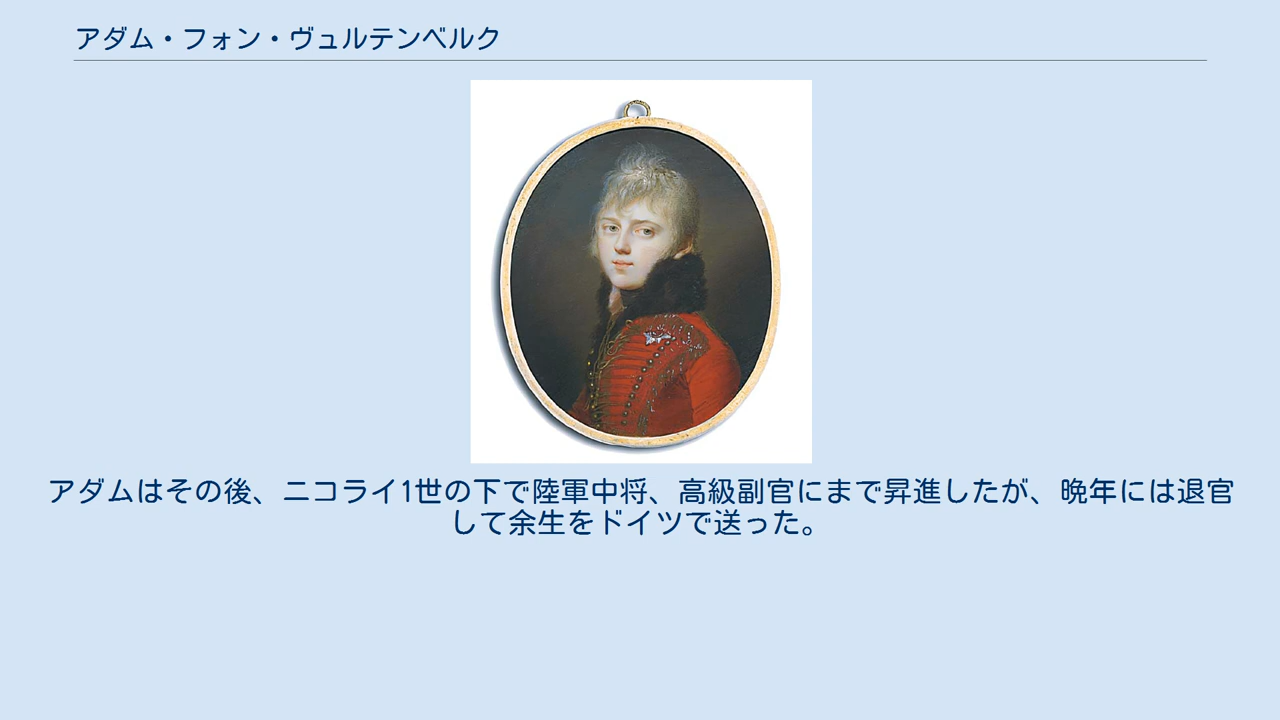 アダム・フォン・ヴュルテンベルク
アダムはその後、ニコライ1世の下で陸軍中将、高級副官にまで昇進したが、晩年には退官
して余生をドイツで送った。